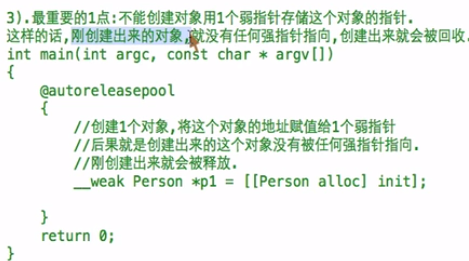 3).最重要的1点:不能创建对象用1个弱指针存储这个对象的指针.
这样的话,刚创建出来的对象,就没有任何强指针指向,创建出来就会被回收.
int main(int argc, const char * argv[])
{
@autoreleasepool
{
//创建1个对象,将这个对象的地址赋值给1个弱指针
//后果就是创建出来的这个对象没有被任何强指针指向.
//刚创建出来就会被释放.
__weak Person *p1 = [[Person alloc] init];
}
return 0;
}